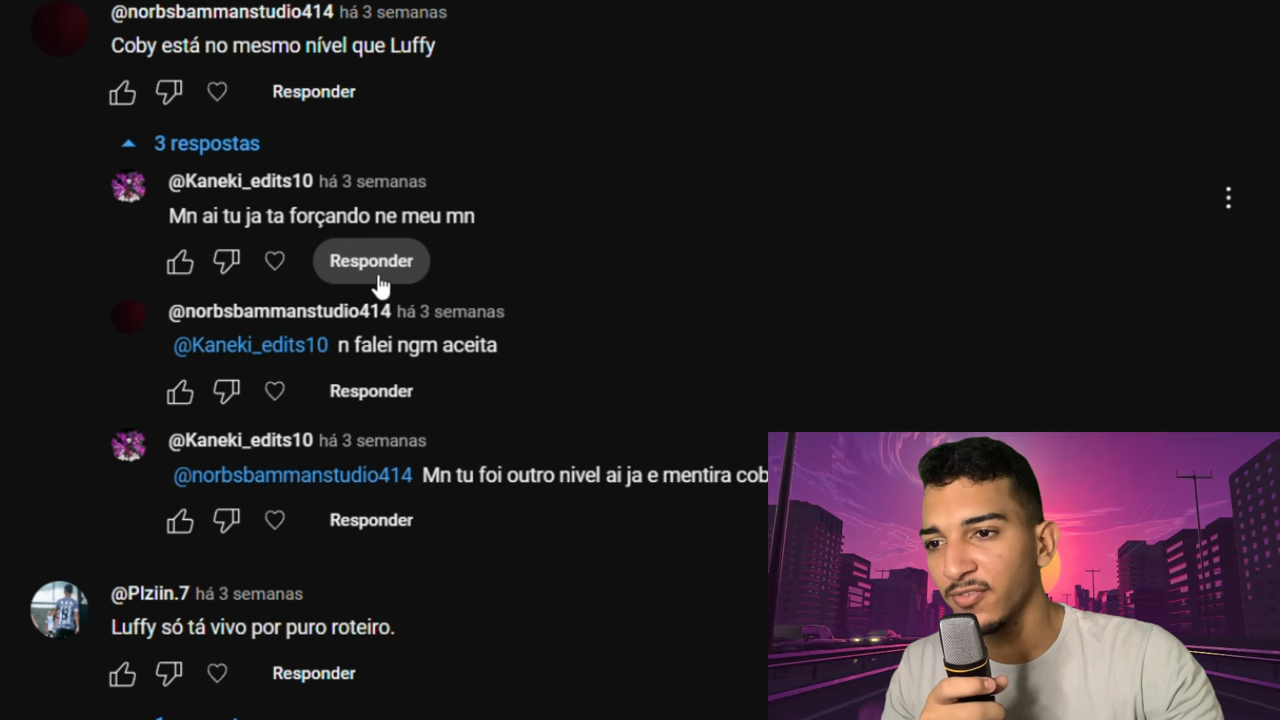 @norbsbammanstudio414 há 3 semanas
Coby está no mesmo nível que Luffy
Responder
3 respostas
@Kaneki_edits10 há 3 semanas
Mn ai tu ja ta forçando ne meu mn
Responder
@norbsbammanstudio414 há 3 semanas
@Kaneki_edits10 n falei ngm aceita
Responder
@Kaneki_edits10 há 3 semanas
@norbsbammanstudio414 Mn tu foi outro nivel ai ja e mentira cob
Responder
@Plziin.7 há 3 semanas
Luffy só tá vivo por puro roteiro.
Responder